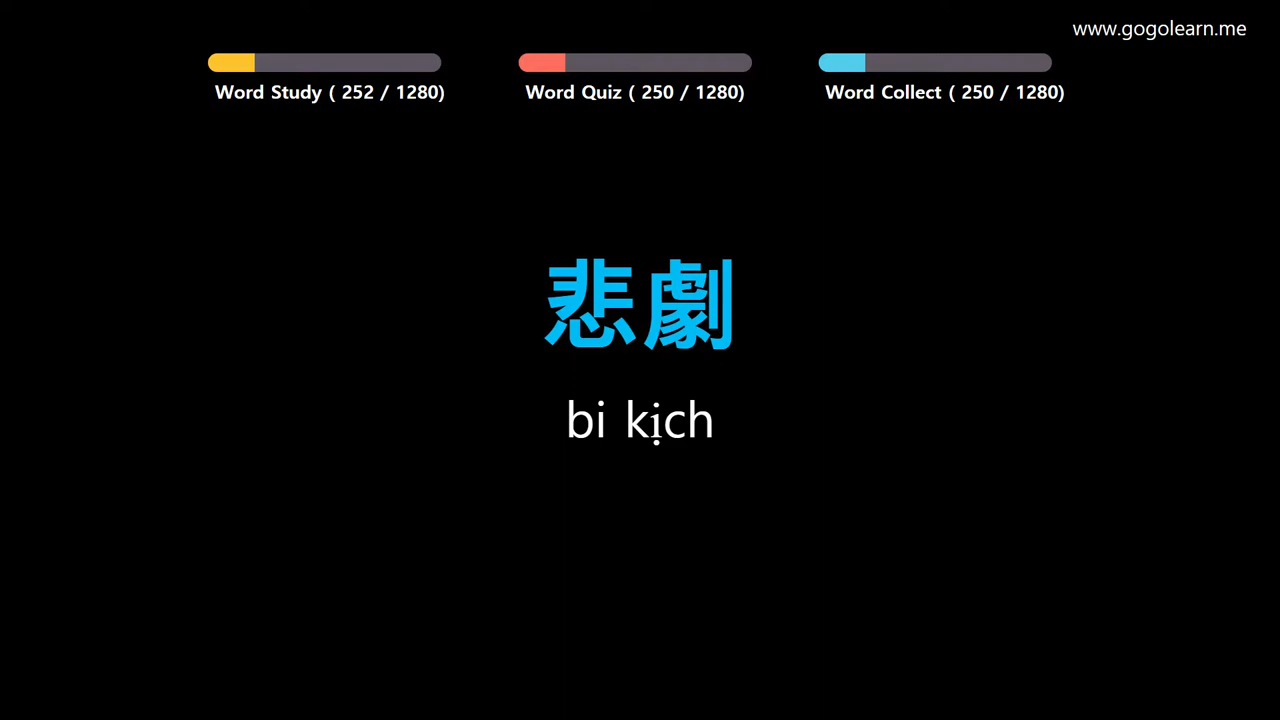 www.gogolearn.me
Word Study ( 252 / 1280)
Word Quiz ( 250 / 1280)
Word Collect ( 250 / 1280)
悲劇
bi kịch